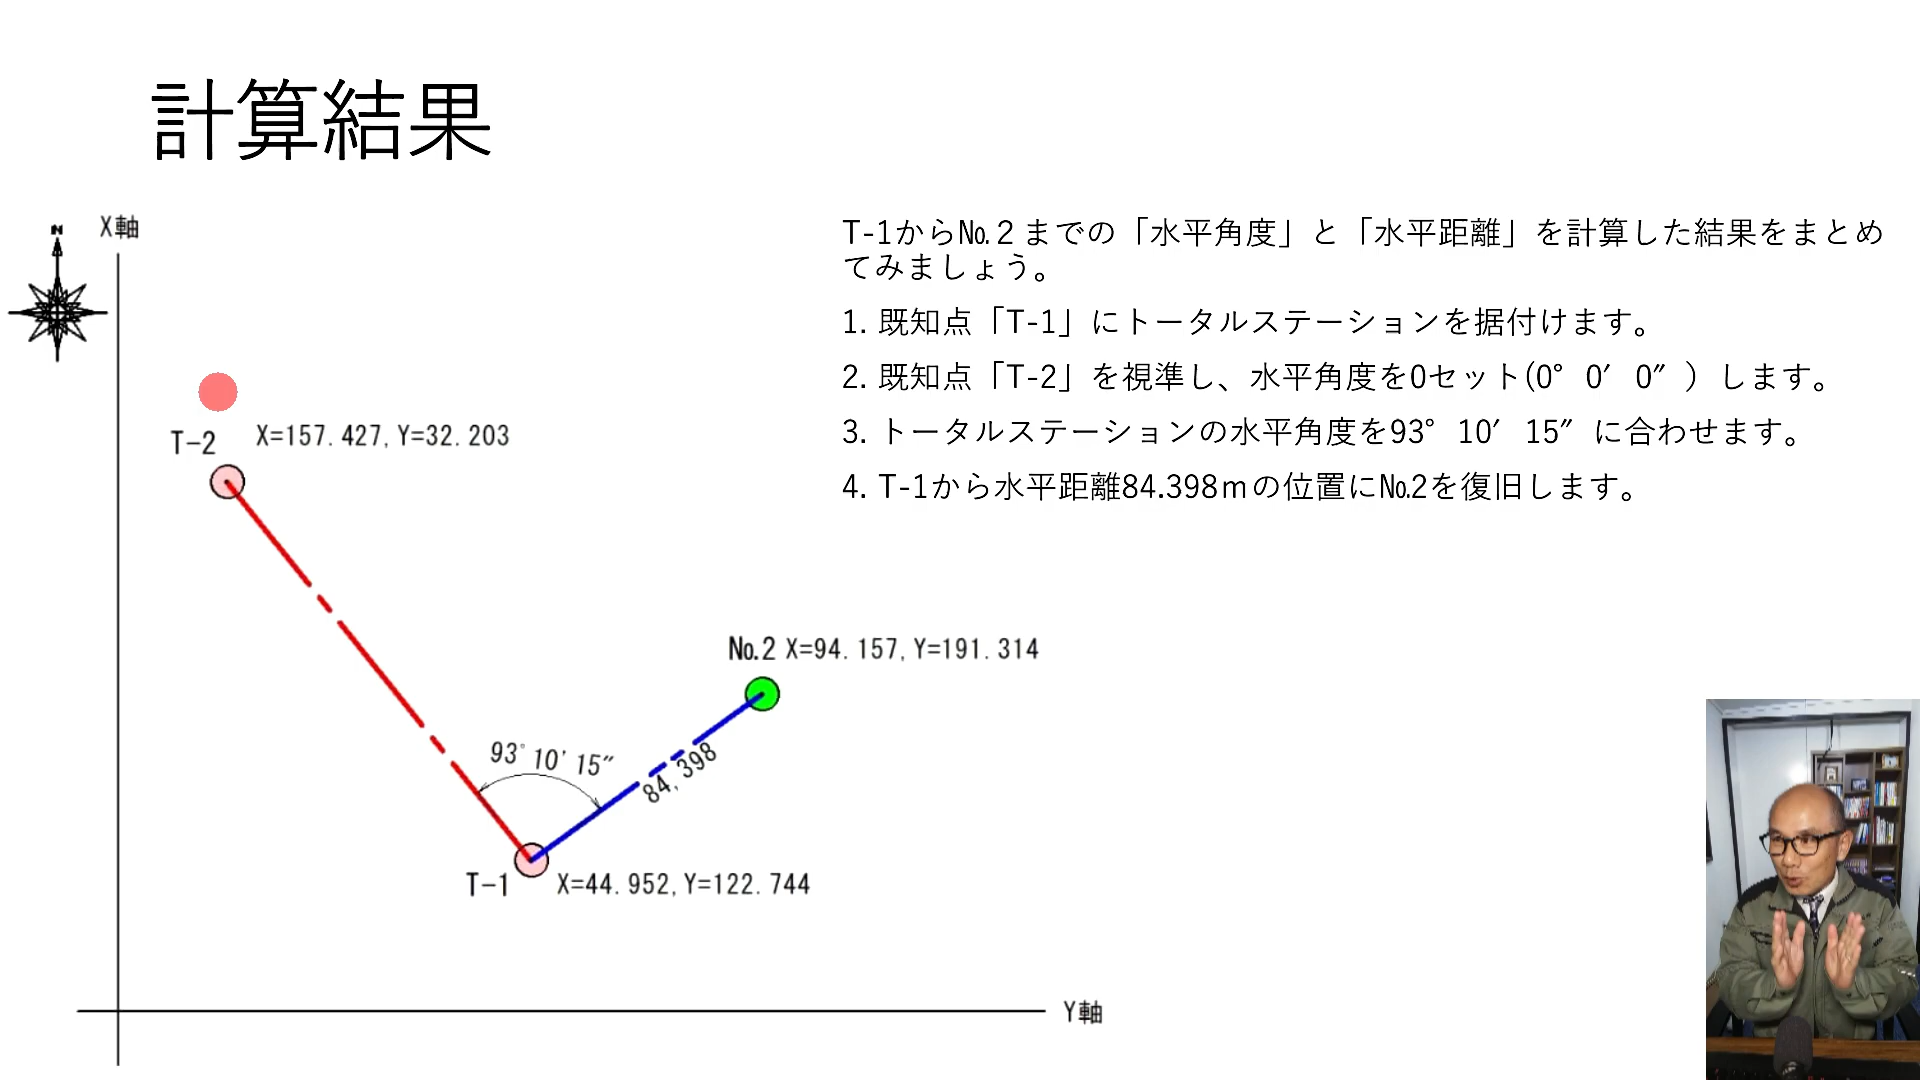 計算結果
T-1から№２までの「水平角度」と「水平距離」を計算した結果をまとめ
てみましょう。
1. 既知点「T-1」にトータルステーションを据付けます。
2. 既知点「T-2」を視準し、水平角度を0セット(0° 0′ 0″）します。
3. トータルステーションの水平角度を93° 10′ 15″ に合わせます。
4. T-1から水平距離84.398ｍの位置に№2を復旧します。
N
X軸
T-2 X=157.427,Y=32.203
№2 X=94.157,Y=191.314
93° 10' 15"
84,398
T-1 X=44.952,Y=122.744
Y軸